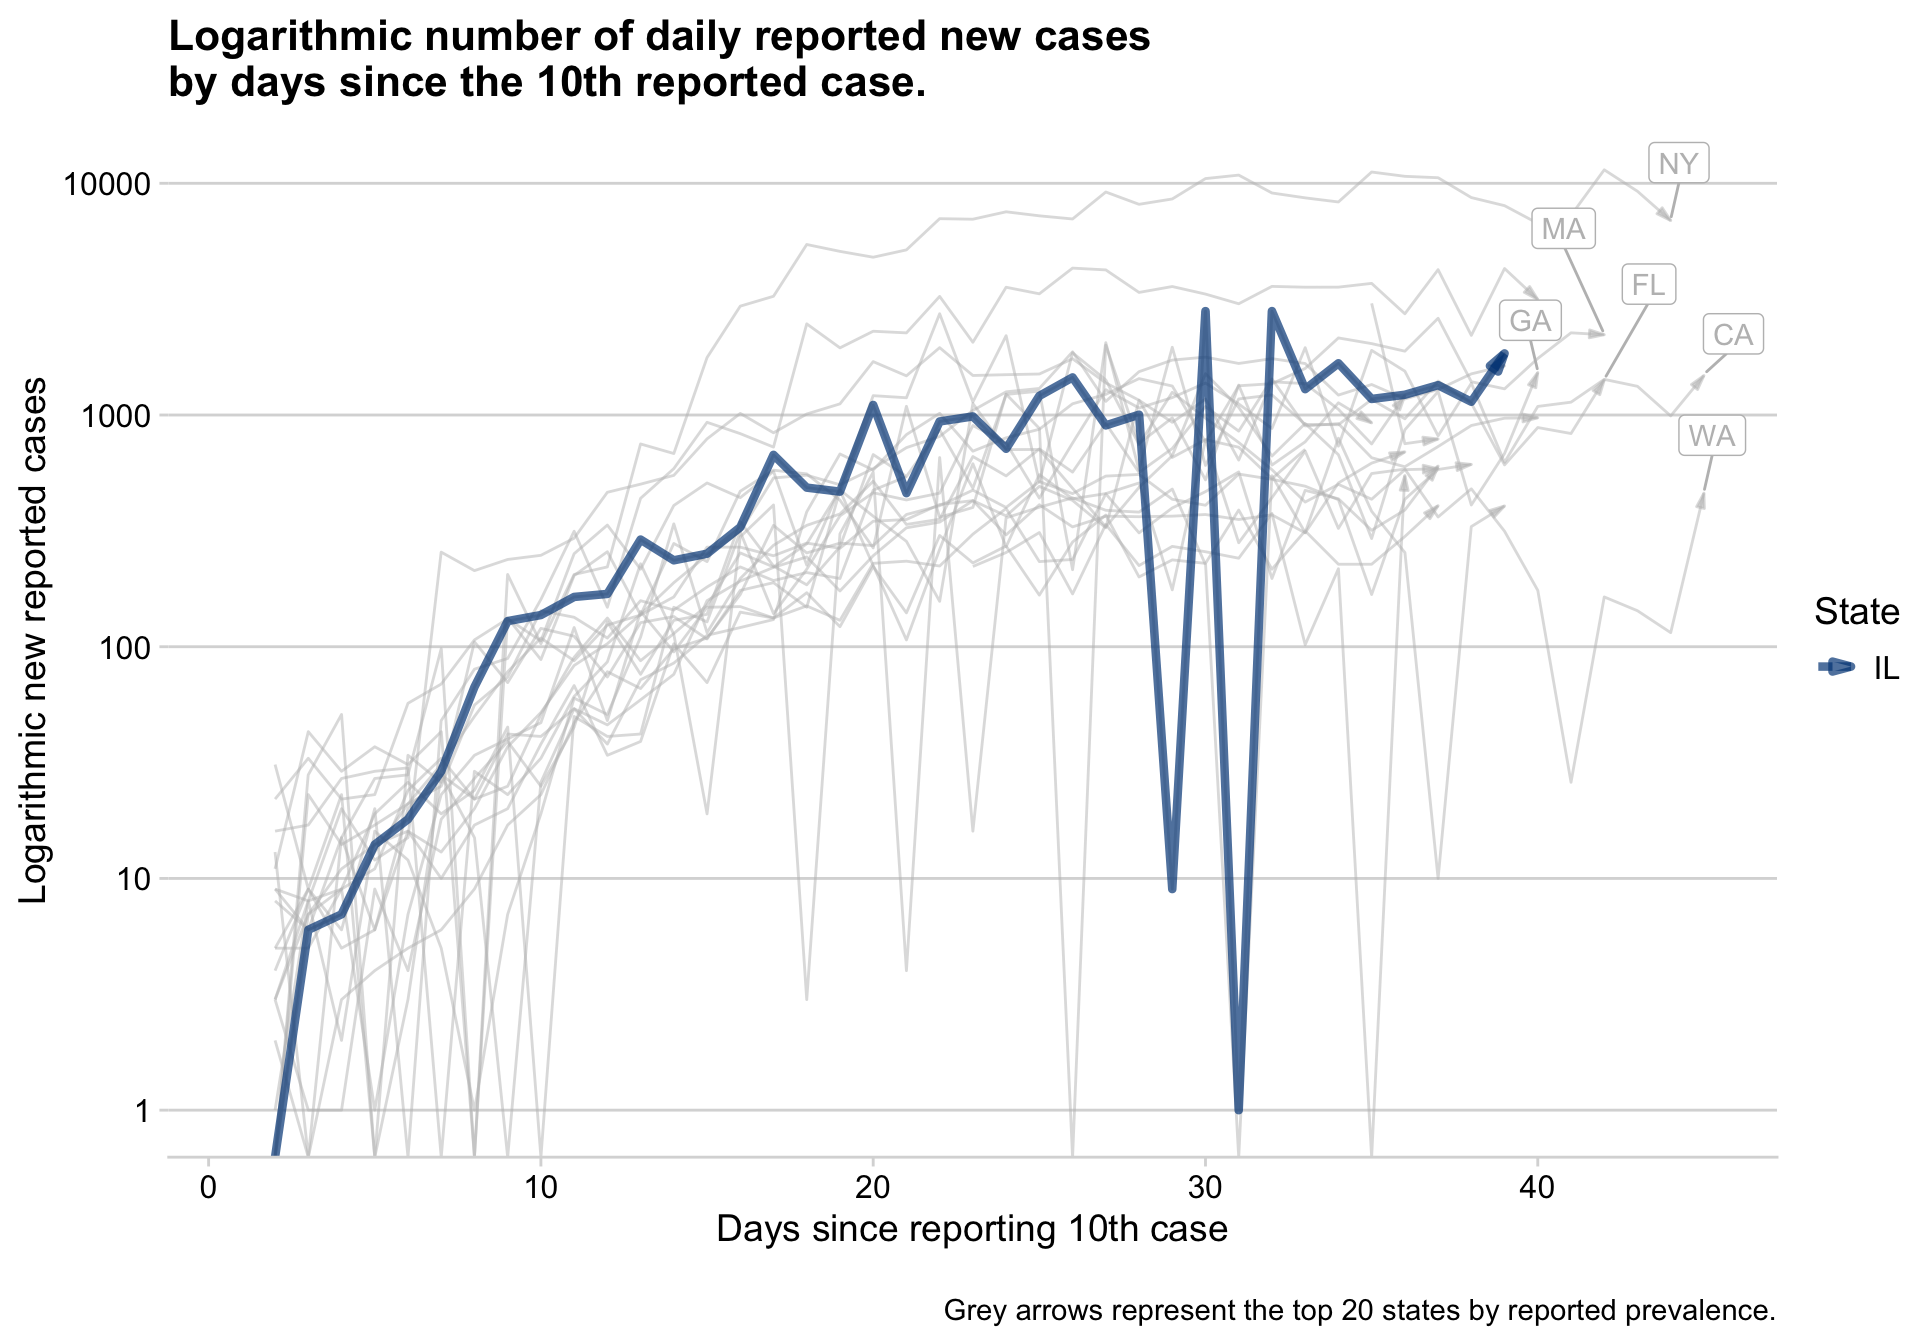 Logarithmic number of daily reported new cases
by days since the 10th reported case.
Logarithmic new reported cases
10000
1000
100
10
1
NY
MA
FL
GA
CA
WA
State
IL
0
10
20
30
40
Days since reporting 10th case
Grey arrows represent the top 20 states by reported prevalence.